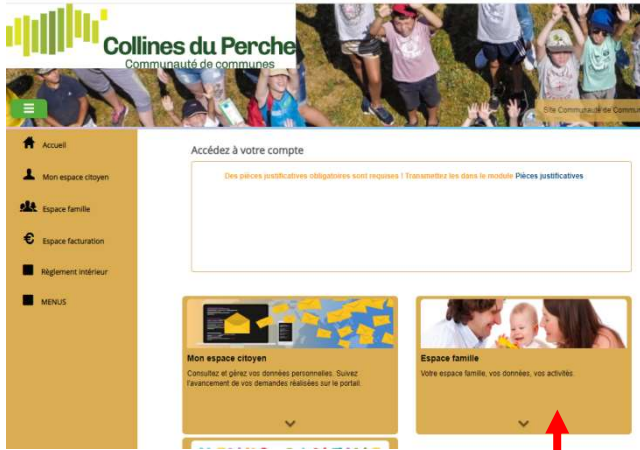 Collines du Perche
Communauté de communes
Site Communauté de Commu
Accueil
Mon espace citoyen
Espace famille
Espace facturation
Règlement intérieur
MENUS
Accédez à votre compte
Des pièces justificatives obligatoires sont requises ! Transmettez les dans le module Pièces justificatives
Mon espace citoyen
Consultez et gérez vos données personnelles. Suivez
l'avancement de vos demandes réalisées sur le portail.
Espace famille
Votre espace famille, vos données, vos activités.